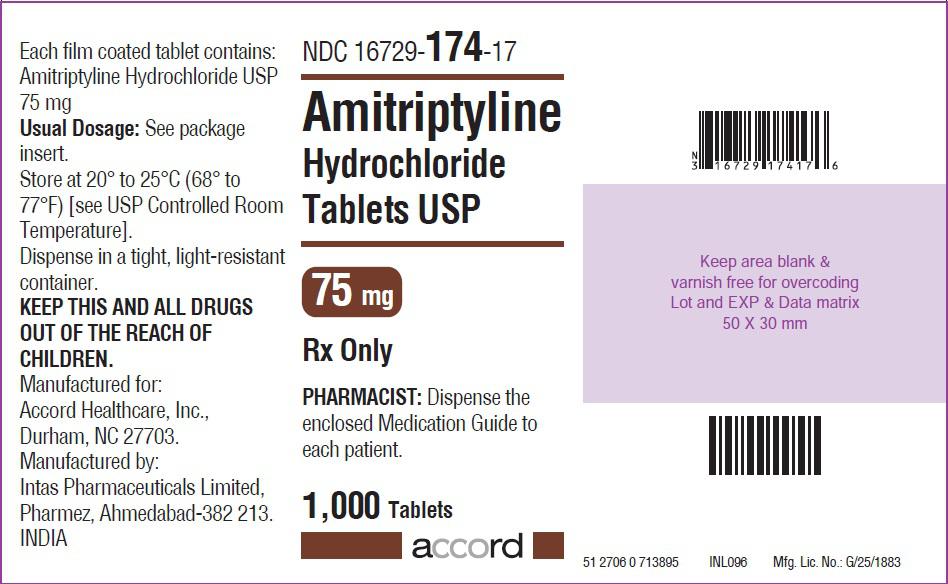 Each film coated tablet contains:
Amitriptyline Hydrochloride USP
75 mg
Usual Dosage: See package
insert.
Store at 20° to 25°C (68° to
77°F) [see USP Controlled Room
Temperature].
Dispense in a tight, light-resistant
container.
KEEP THIS AND ALL DRUGS
OUT OF THE REACH OF
CHILDREN.
Manufactured for:
Accord Healthcare, Inc.,
Durham, NC 27703.
Manufactured by:
Intas Pharmaceuticals Limited,
Pharmez, Ahmedabad-382 213.
INDIA
NDC 16729-174-17
Amitriptyline
Hydrochloride
Tablets USP
75 mg
Rx Only
PHARMACIST: Dispense the
enclosed Medication Guide to
each patient.
1,000 Tablets
accord
N
3 16729 17417 6
Keep area blank &
varnish free for overcoding
Lot and EXP & Data matrix
50 X 30 mm
51 2706 0 713895 INL096 Mfg. Lic. No.: G/25/1883